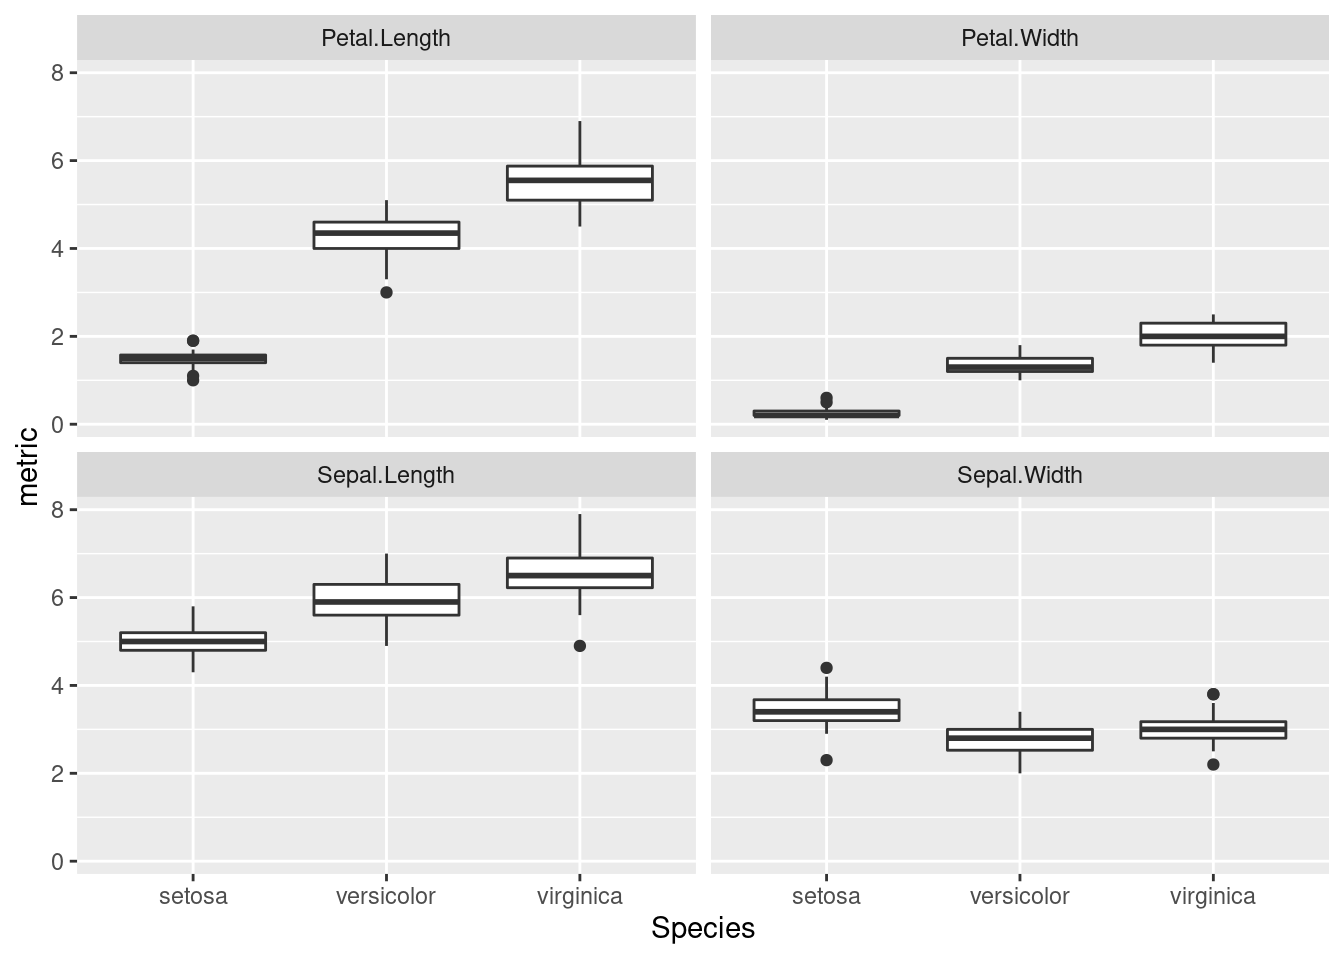 Petal.Length
Petal.Width
8
6
4
2
0
metric
Sepal.Length
Sepal.Width
8
6
4
2
0
setosa
versicolor
virginica
setosa
versicolor
virginica
Species